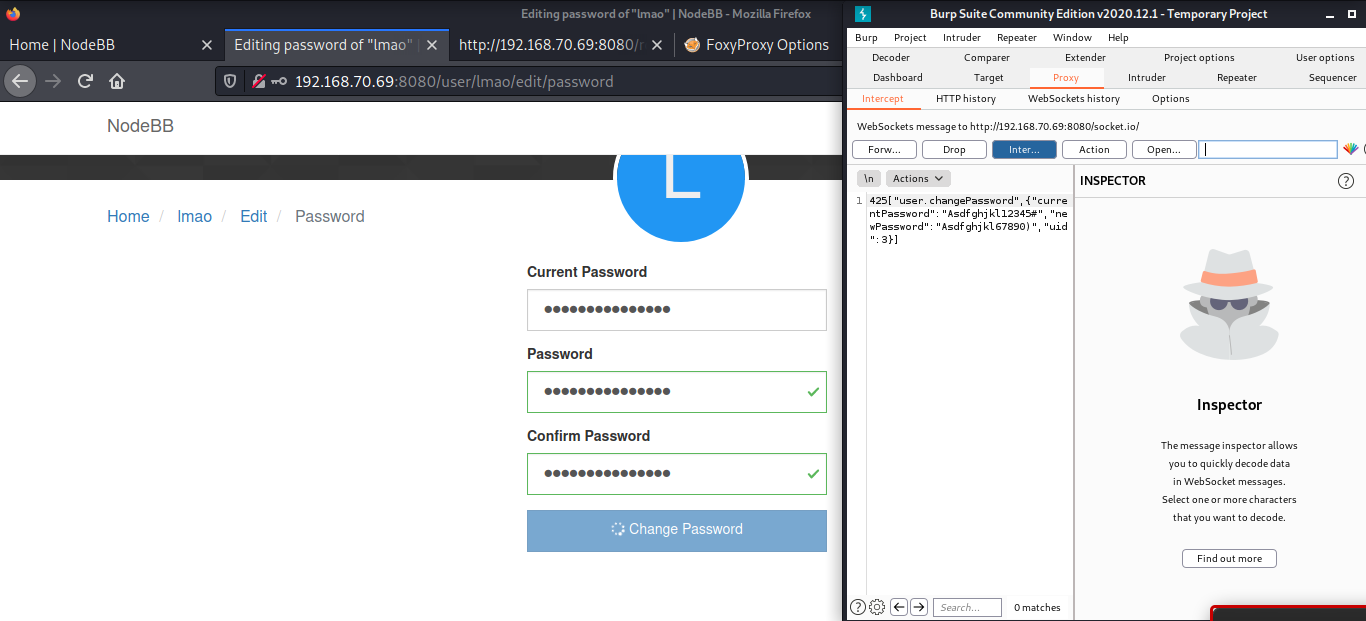 Editing password of "lmao" | NodeBB - Mozilla Firefox
Home | NodeBB
Editing password of "lmao"
http://192.168.70.69:8080/
FoxyProxy Options
192.168.70.69:8080/user/lmao/edit/password
NodeBB
L
Home / lmao / Edit / Password
Current Password
●●●●●●●●●●●●●●●
Password
●●●●●●●●●●●●●●●
Confirm Password
●●●●●●●●●●●●●●●
Change Password
Burp Suite Community Edition v2020.12.1 - Temporary Project
Burp Project Intruder Repeater Window Help
Decoder Comparer Extender Project options User options
Dashboard Target Proxy Intruder Repeater Sequencer
Intercept HTTP history WebSockets history Options
WebSockets message to http://192.168.70.69:8080/socket.io/
Forw... Drop Inter... Action Open...
\n Actions
1 425["user.changePassword",{"curre
ntPassword":"Asdfghjkl12345#","ne
wPassword":"Asdfghjkl67890)","uid
":3}]
INSPECTOR
Inspector
The message inspector allows
you to quickly decode data
in WebSocket messages.
Select one or more characters
that you want to decode.
Find out more
Search... 0 matches